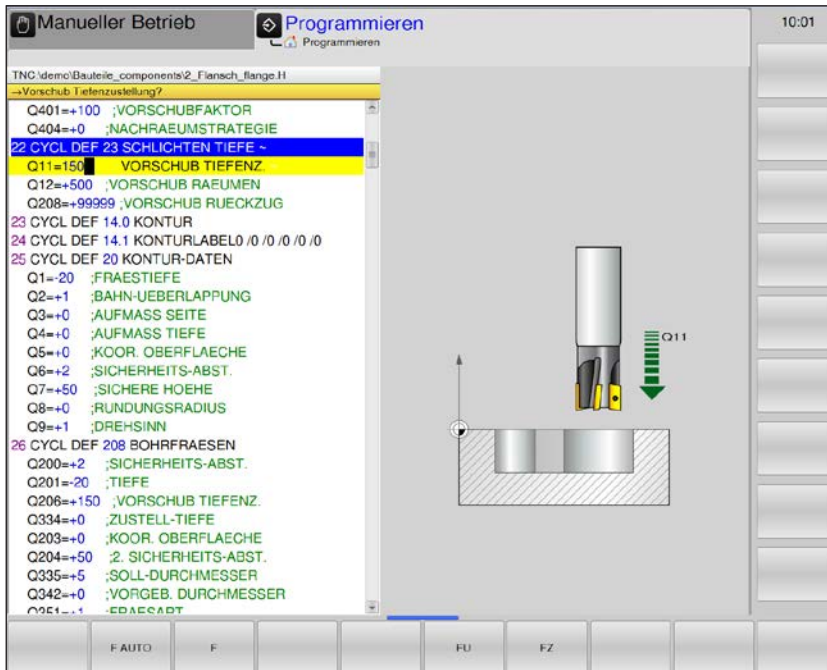 Manueller Betrieb
Programmieren
Programmieren
10:01
TNC:\demo\Bauteile_components\2_Flansch_flange.H
→Vorschub Tiefenzustellung?
Q401=+100 ;VORSCHUBFAKTOR
Q404=+0 ;NACHRAEUMSTRATEGIE
22 CYCL DEF 23 SCHLICHTEN TIEFE ~
Q11=150 VORSCHUB TIEFENZ.
Q12=+500 ;VORSCHUB RAEUMEN
Q208=+99999 ;VORSCHUB RUECKZUG
23 CYCL DEF 14.0 KONTUR
24 CYCL DEF 14.1 KONTURLABEL0 /0 /0 /0 /0 /0
25 CYCL DEF 20 KONTUR-DATEN
Q1=-20 ;FRAESTIEFE
Q2=+1 ;BAHN-UEBERLAPPUNG
Q3=+0 ;AUFMASS SEITE
Q4=+0 ;AUFMASS TIEFE
Q5=+0 ;KOOR. OBERFLAECHE
Q6=+2 ;SICHERHEITS-ABST.
Q7=+50 ;SICHERE HOEHE
Q8=+0 ;RUNDUNGSRADIUS
Q9=+1 ;DREHSINN
26 CYCL DEF 208 BOHRFRAESEN
Q200=+2 ;SICHERHEITS-ABST.
Q201=-20 ;TIEFE
Q206=+150 ;VORSCHUB TIEFENZ.
Q334=+0 ;ZUSTELL-TIEFE
Q203=+0 ;KOOR. OBERFLAECHE
Q204=+50 ;2. SICHERHEITS-ABST.
Q335=+5 ;SOLL-DURCHMESSER
Q342=+0 ;VORGEB. DURCHMESSER
Q351=+1 ;FRAESART
Q11
F AUTO
F
FU
FZ